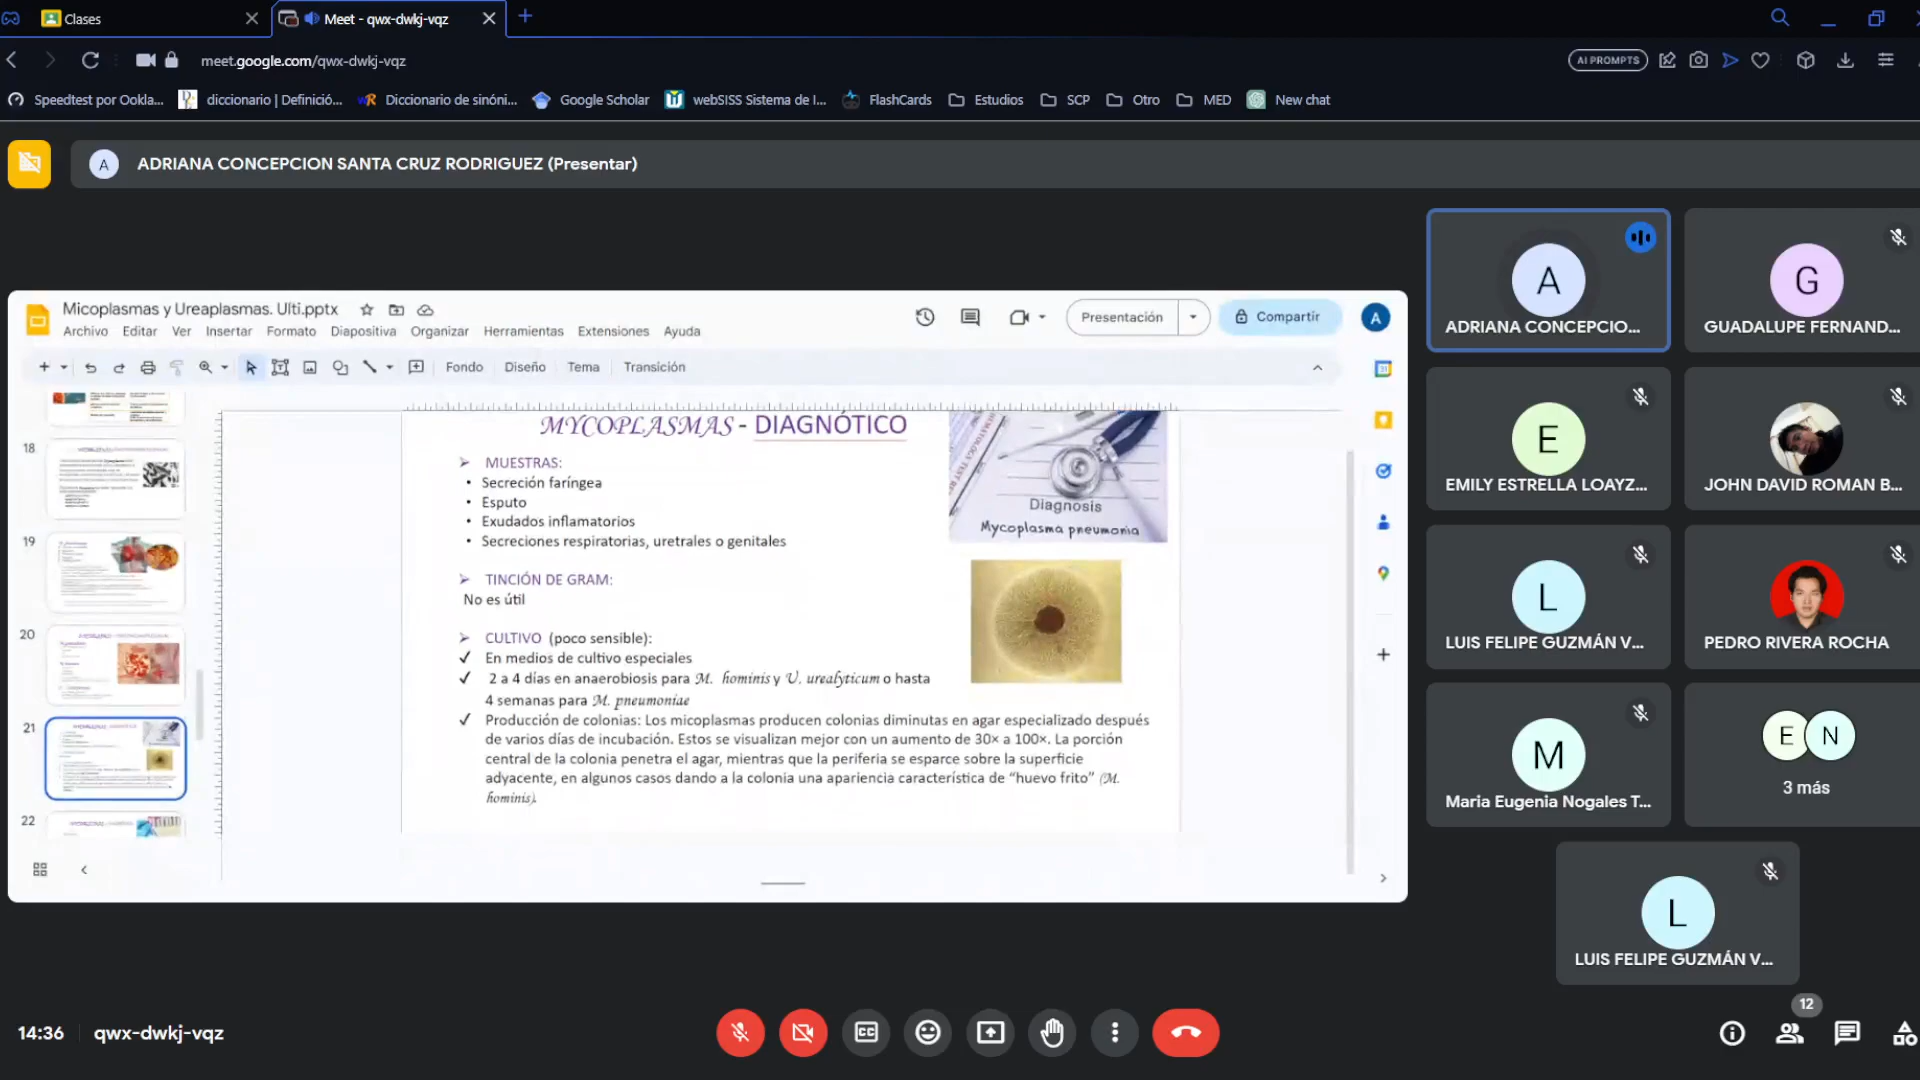 Clases
Meet - qwx-dwkj-vqz
meet.google.com/qwx-dwkj-vqz
AI PROMPTS
Speedtest por Ookla...
diccionario | Definició...
Diccionario de sinóni...
Google Scholar
webSISS Sistema de I...
FlashCards
Estudios
SCP
Otro
MED
New chat
A
ADRIANA CONCEPCION SANTA CRUZ RODRIGUEZ (Presentar)
Micoplasmas y Ureaplasmas. Ulti.pptx
Archivo Editar Ver Insertar Formato Diapositiva Organizar Herramientas Extensiones Ayuda
Presentación
Compartir
A
Fondo Diseño Tema Transición
18
19
20
21
22
MYCOPLASMAS - DIAGNÓTICO
MUESTRAS:
• Secreción faríngea
• Esputo
• Exudados inflamatorios
• Secreciones respiratorias, uretrales o genitales
TINCIÓN DE GRAM:
No es útil
CULTIVO (poco sensible):
✓ En medios de cultivo especiales
✓ 2 a 4 días en anaerobiosis para M. hominis y U. urealyticum o hasta
4 semanas para M. pneumoniae
✓ Producción de colonias: Los micoplasmas producen colonias diminutas en agar especializado después
de varios días de incubación. Estos se visualizan mejor con un aumento de 30× a 100×. La porción
central de la colonia penetra el agar, mientras que la periferia se esparce sobre la superficie
adyacente, en algunos casos dando a la colonia una apariencia característica de “huevo frito” (M.
hominis).
Diagnosis
Mycoplasma pneumonia
A
ADRIANA CONCEPCIO...
G
GUADALUPE FERNAND...
E
EMILY ESTRELLA LOAYZ...
JOHN DAVID ROMAN B...
L
LUIS FELIPE GUZMÁN V...
PEDRO RIVERA ROCHA
M
Maria Eugenia Nogales T...
E N
3 más
L
LUIS FELIPE GUZMÁN V...
14:36
qwx-dwkj-vqz
12